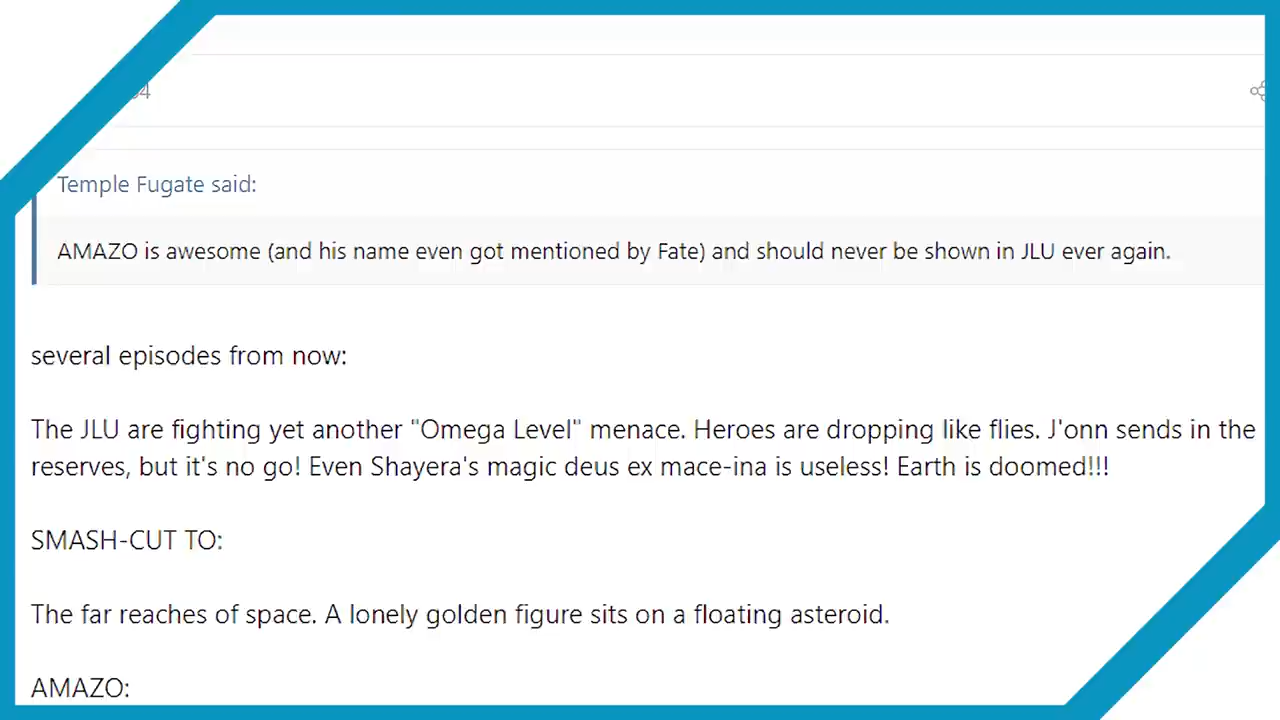 Temple Fugate said:
AMAZO is awesome (and his name even got mentioned by Fate) and should never be shown in JLU ever again.
several episodes from now:
The JLU are fighting yet another "Omega Level" menace. Heroes are dropping like flies. J'onn sends in the
reserves, but it's no go! Even Shayera's magic deus ex mace-ina is useless! Earth is doomed!!!
SMASH-CUT TO:
The far reaches of space. A lonely golden figure sits on a floating asteroid.
AMAZO: